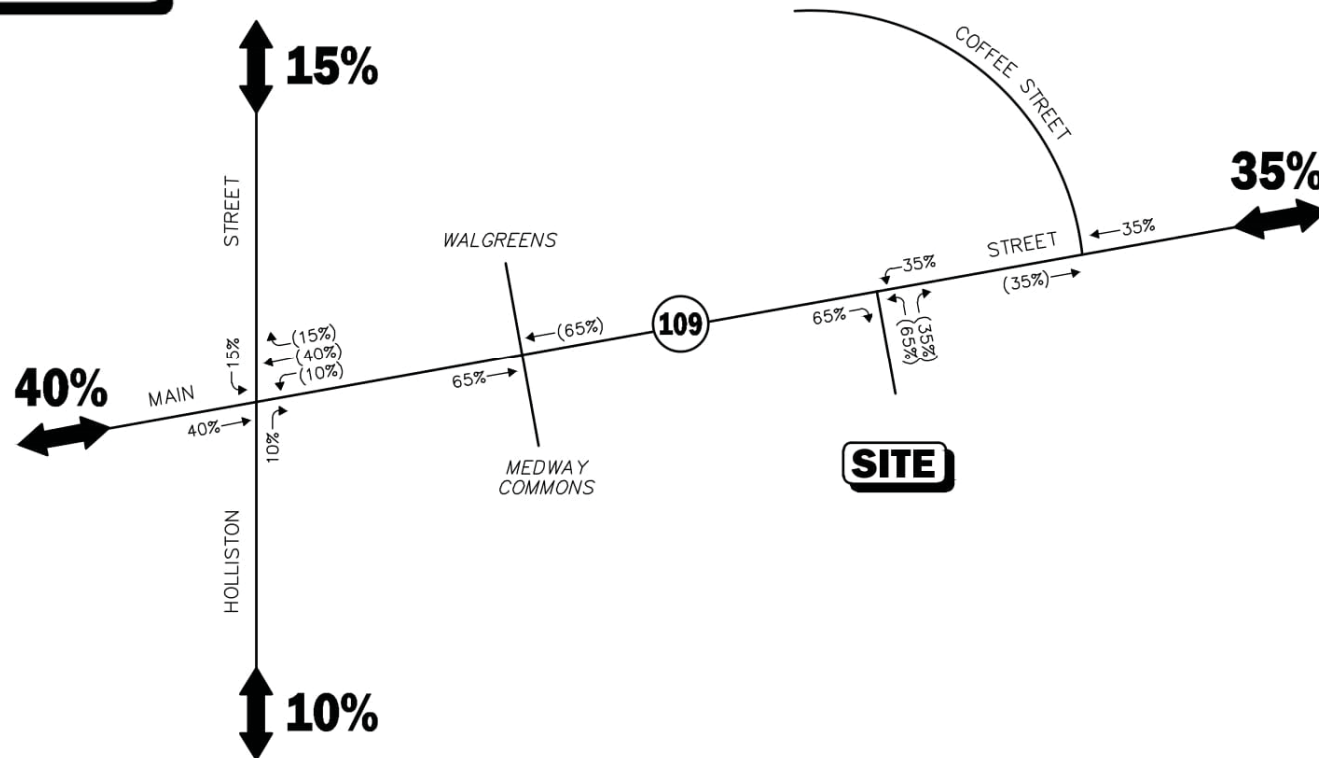 15%
COFFEE STREET
35%
STREET
WALGREENS
STREET
35%
35%
(35%)
109
65%
(65%)
(35%)
(65%)
65%
(15%)
(40%)
(10%)
15%
40%
MAIN
40%
10%
SITE
MEDWAY
COMMONS
HOLLISTON
10%